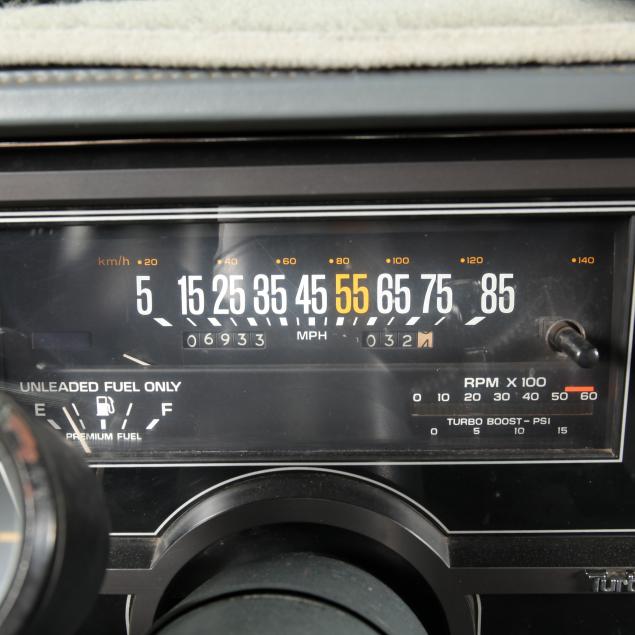 km/h 20 40 60 80 100 120 140
5 15 25 35 45 55 65 75 85
06933 MPH 032
UNLEADED FUEL ONLY
E F
PREMIUM FUEL
RPM X 100
0 10 20 30 40 50 60
TURBO BOOST-PSI
0 5 10 15